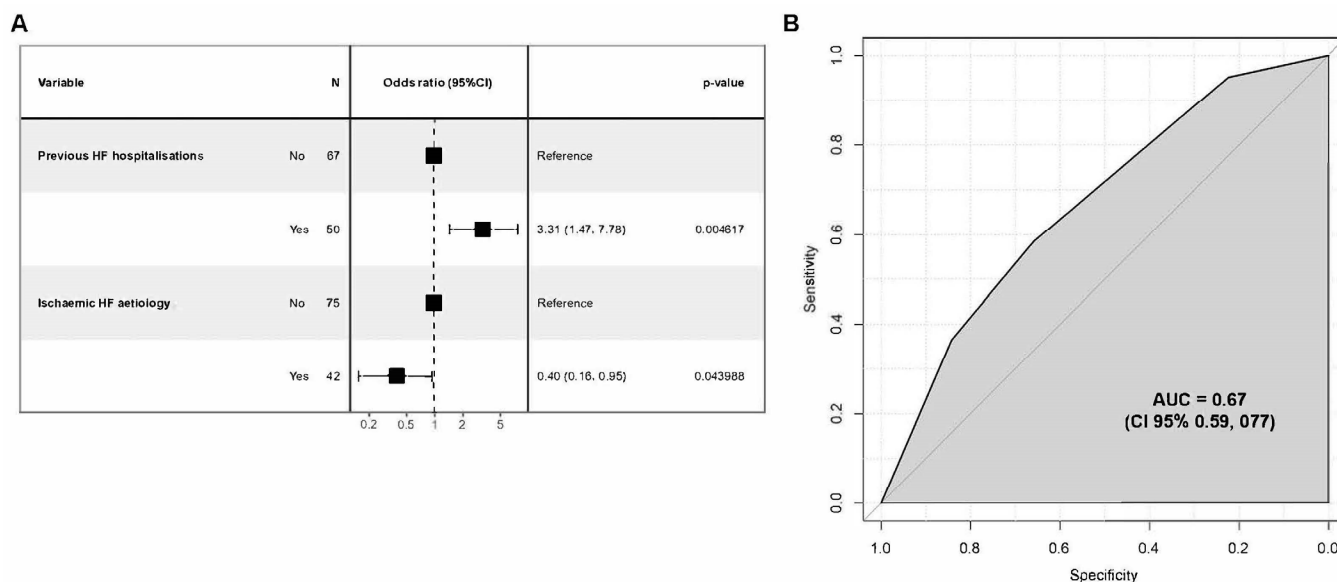 A
Variable N Odds ratio (95%CI) p-value
Previous HF hospitalisations No 67 Reference
Yes 50 3.31 (1.47, 7.78) 0.004617
Ischaemic HF aetiology No 75 Reference
Yes 42 0.40 (0.16, 0.95) 0.043988
0.2 0.5 1 2 5
B
1.0
0.8
0.6
0.4
0.2
0.0
Sensitivity
AUC = 0.67
(CI 95% 0.59, 077)
1.0 0.8 0.6 0.4 0.2 0.0
Specificity